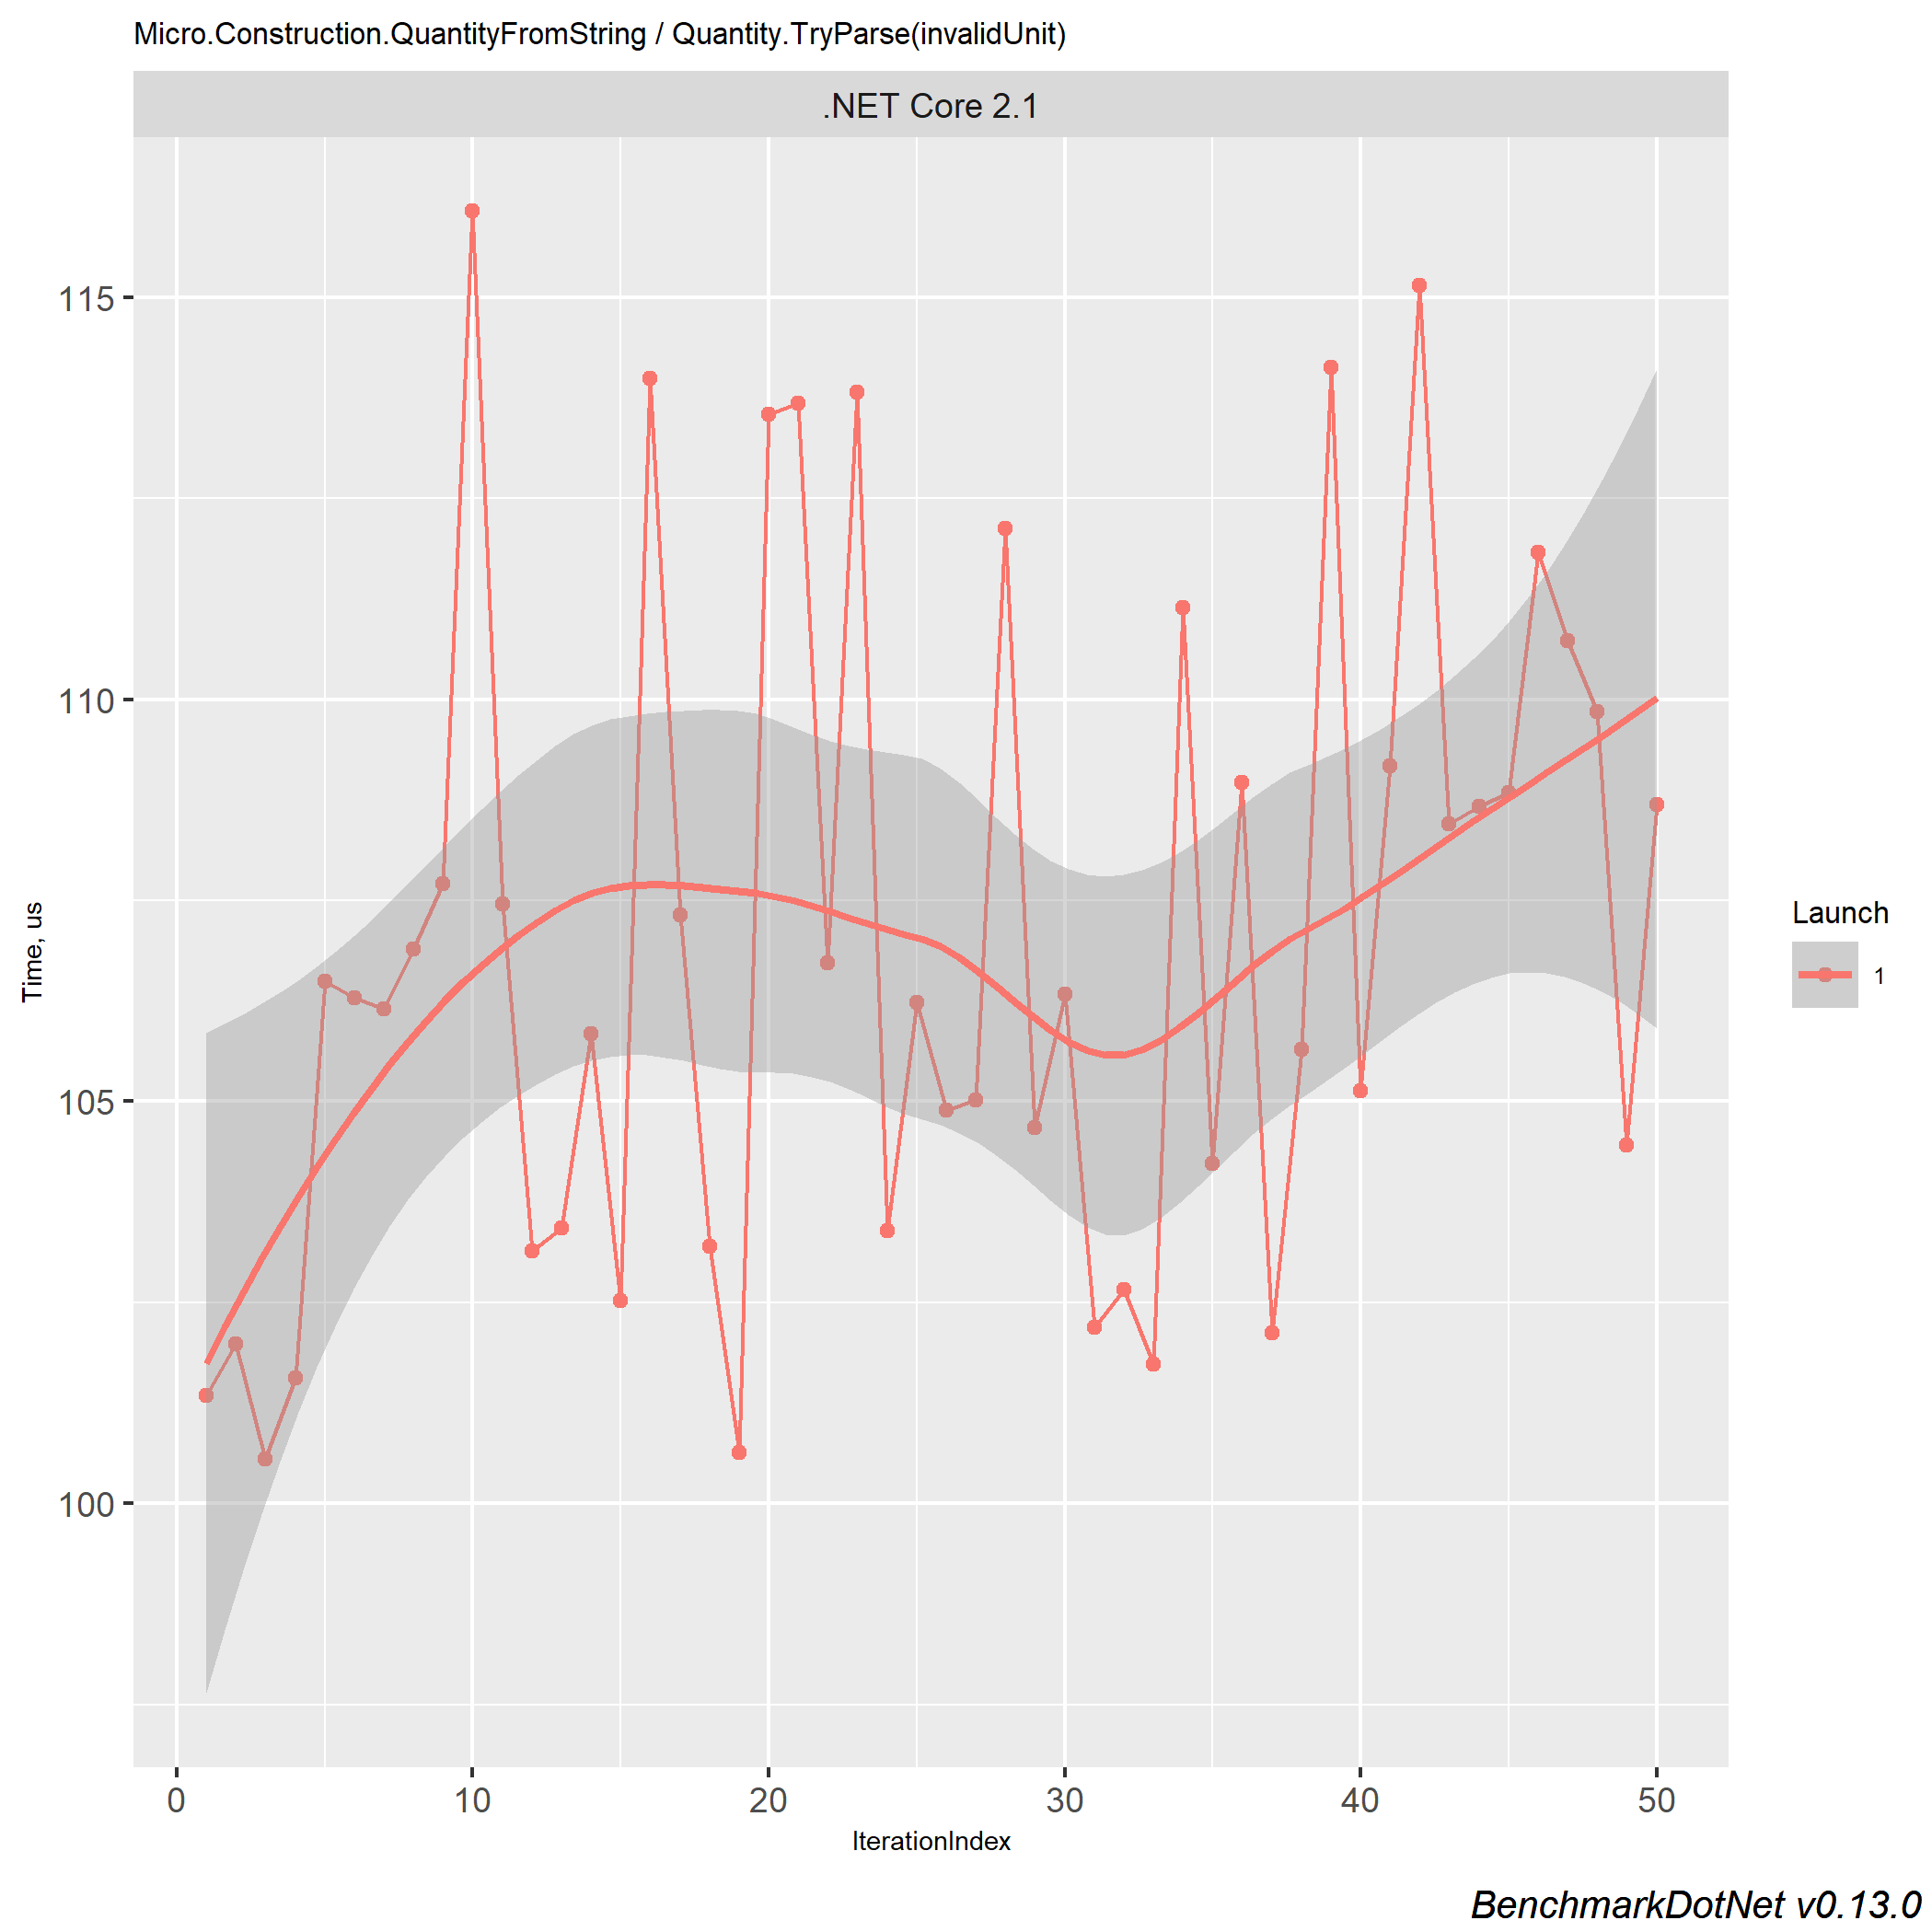 Micro.Construction.QuantityFromString / Quantity.TryParse(invalidUnit)
.NET Core 2.1
115
110
105
100
Time, us
0 10 20 30 40 50
IterationIndex
Launch
1
BenchmarkDotNet v0.13.0